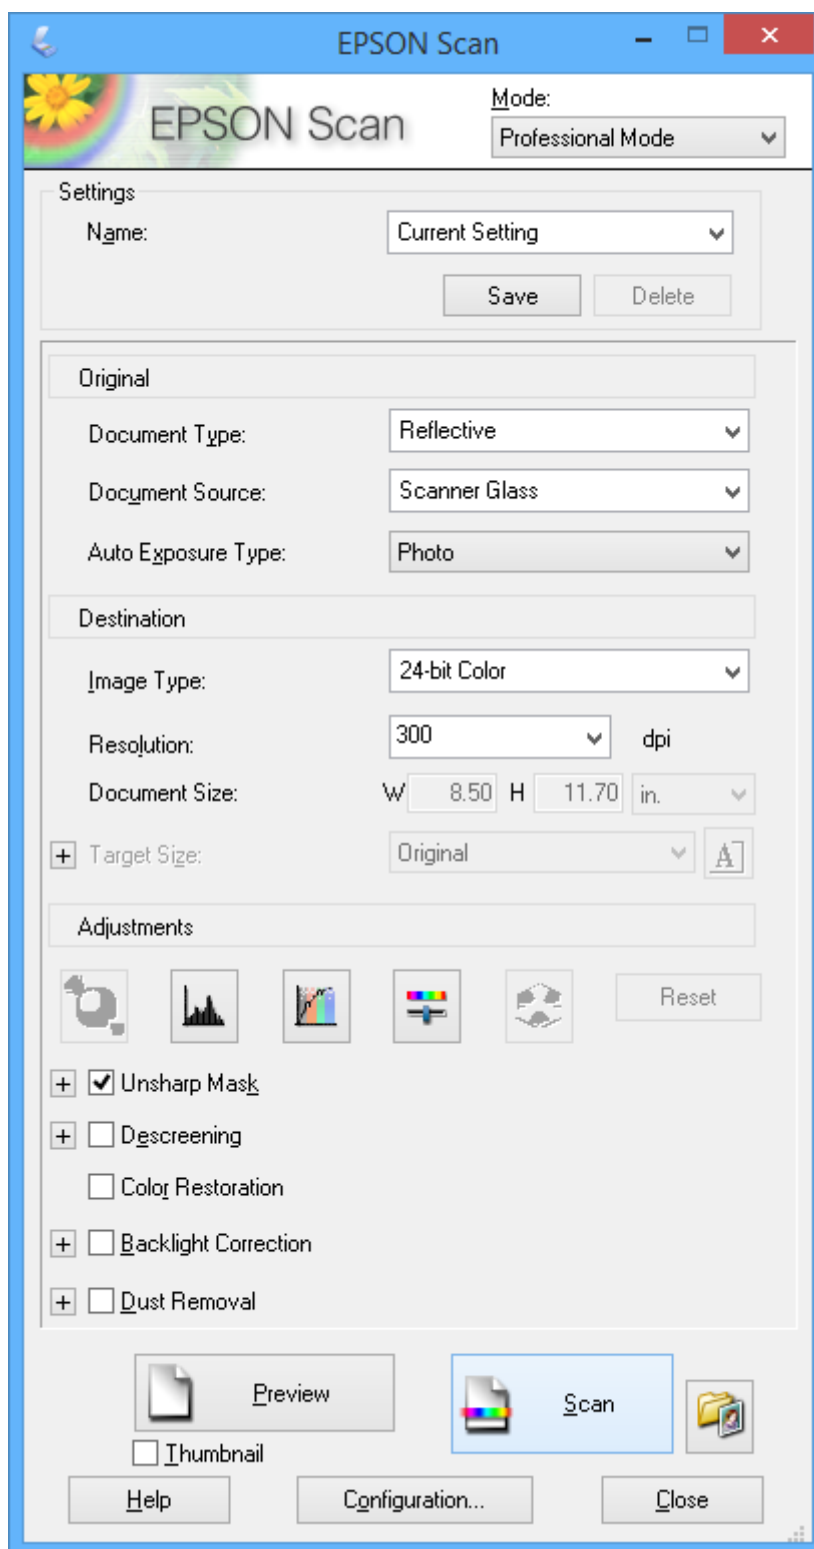 EPSON Scan
EPSON Scan
Mode:
Professional Mode
Settings
Name:
Current Setting
Save
Delete
Original
Document Type:
Reflective
Document Source:
Scanner Glass
Auto Exposure Type:
Photo
Destination
Image Type:
24-bit Color
Resolution:
300
dpi
Document Size:
W 8.50 H 11.70 in.
Target Size:
Original
A
Adjustments
Reset
Unsharp Mask
Descreening
Color Restoration
Backlight Correction
Dust Removal
Preview
Scan
Thumbnail
Help
Configuration...
Close